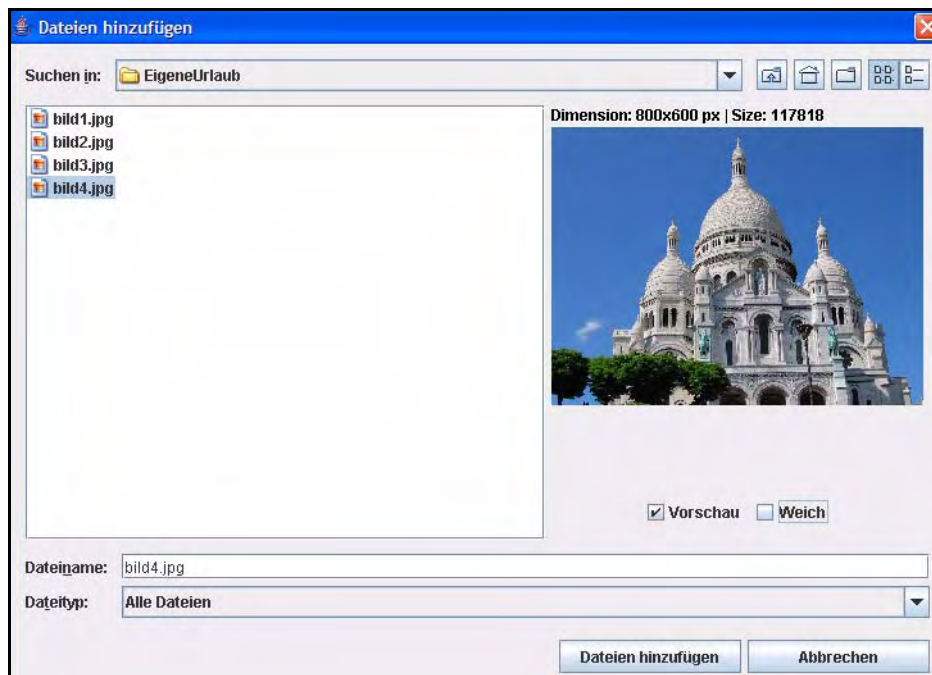 Dateien hinzufügen
Suchen in: EigeneUrlaub
bild1.jpg
bild2.jpg
bild3.jpg
bild4.jpg
Dimension: 800x600 px | Size: 117818
Vorschau Weich
Dateiname: bild4.jpg
Dateityp: Alle Dateien
Dateien hinzufügen Abbrechen